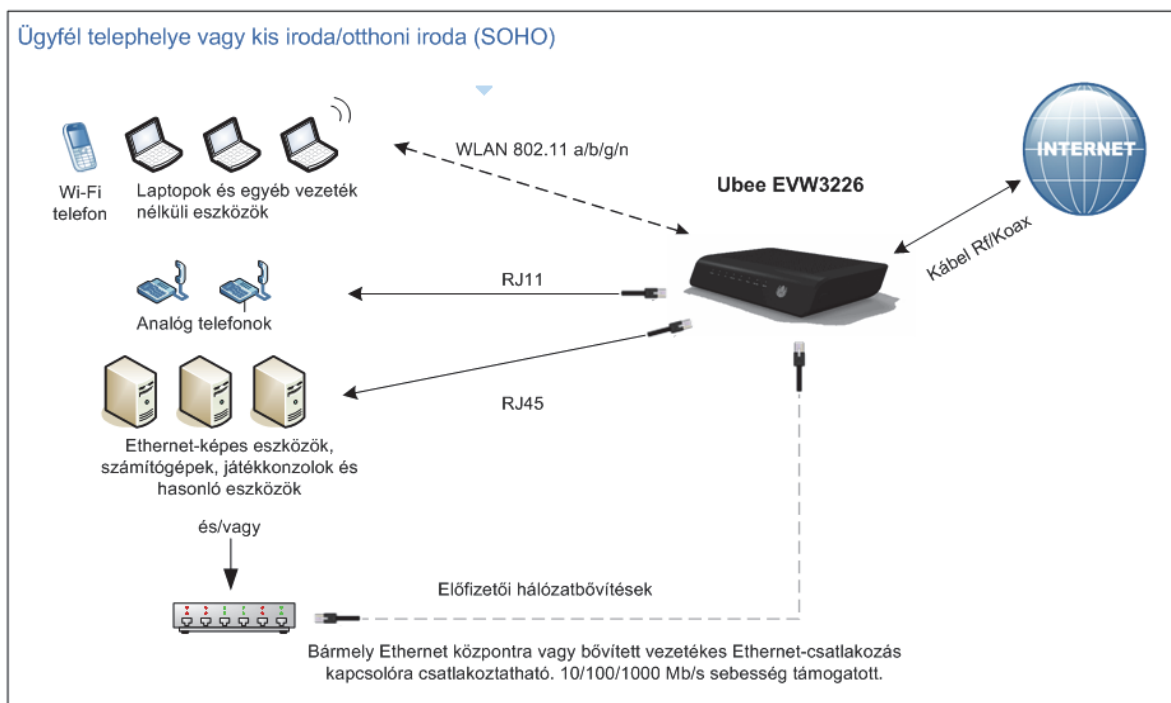 Ügyfél telephelye vagy kis iroda/otthoni iroda (SOHO)
WLAN 802.11 a/b/g/n
INTERNET
Ubee EVW3226
Wi-Fi
telefon
Laptopok és egyéb vezeték
nélküli eszközök
Kábel Rf/Koax
RJ11
Analóg telefonok
RJ45
Ethernet-képes eszközök,
számítógépek, játékkonzolok és
hasonló eszközök
és/vagy
Előfizetői hálózatbővítések
Bármely Ethernet központra vagy bővített vezetékes Ethernet-csatlakozás
kapcsolóra csatlakoztatható. 10/100/1000 Mb/s sebesség támogatott.